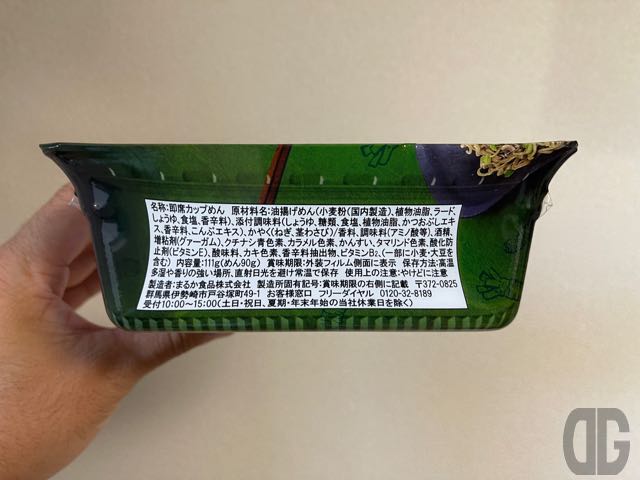 名称:即席カップめん 原材料名:油揚げめん(小麦粉(国内製造)、植物油脂、ラード、
しょうゆ、食塩、香辛料)、添付調味料(しょうゆ、糖類、食塩、植物油脂、かつおぶしエキ
ス、香辛料、こんぶエキス)、かやく(ねぎ、茎わさび)/香料、調味料(アミノ酸等)、酒精、
増粘剤(グァーガム)、クチナシ青色素、カラメル色素、かんすい、タマリンド色素、酸化防
止剤(ビタミンE)、酸味料、カキ色素、香辛料抽出物、ビタミンB₂、(一部に小麦・大豆を
含む) 内容量:111g(めん90g) 賞味期限:外装フィルム側面に表示 保存方法:高温
多湿や香りの強い場所、直射日光を避け常温で保存 使用上の注意:やけどに注意
製造者:まるか食品株式会社 製造所固有記号:賞味期限の右側に記載 〒372-0825
群馬県伊勢崎市戸谷塚町49-1 お客様窓口 フリーダイヤル 0120-32-8189
受付10:00〜15:00(土日・祝日、夏期・年末年始の当社休業日を除く)
DG